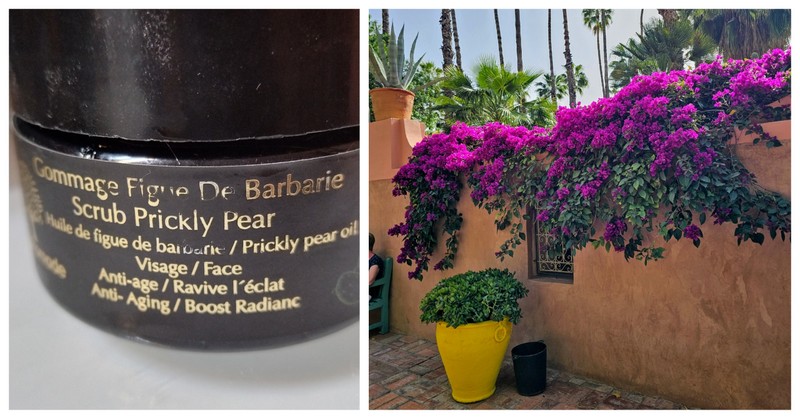 Gommage Figue De Barbarie
Scrub Prickly Pear
Huile de figue de barbarie / Prickly pear oil
Visage / Face
Anti-age / Ravive l´éclat
Anti- Aging / Boost Radianc